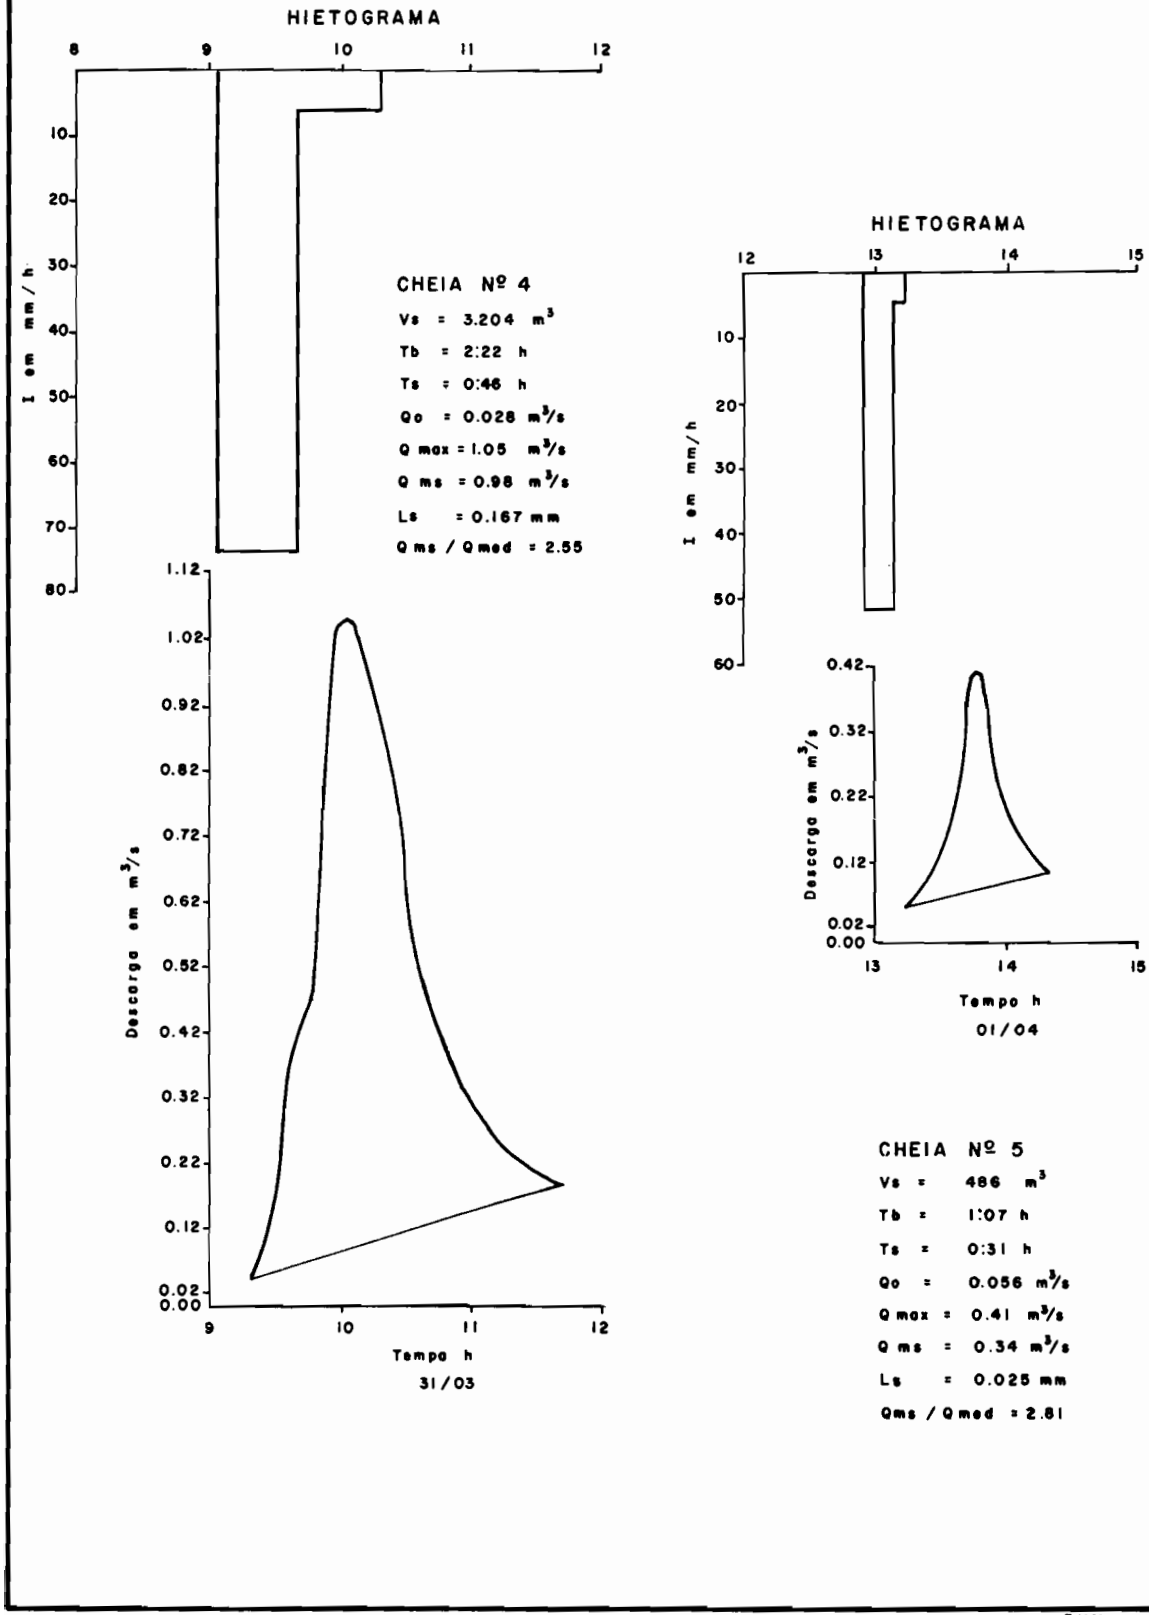 HIETOGRAMA
8 9 10 11 12
10
20
30
40
50
60
70
80
I em mm/h
CHEIA Nº 4
Vs = 3.204 m³
Tb = 2:22 h
Ts = 0:46 h
Qo = 0.028 m³/s
Q max = 1.05 m³/s
Q ms = 0.98 m³/s
Ls = 0.167 mm
Q ms / Q med = 2.55
1.12
1.02
0.92
0.82
0.72
0.62
0.52
0.42
0.32
0.22
0.12
0.02
0.00
Descarga em m³/s
9 10 11 12
Tempo h
31/03
HIETOGRAMA
12 13 14 15
10
20
30
40
50
60
I em mm/h
0.42
0.32
0.22
0.12
0.02
0.00
Descarga em m³/s
13 14 15
Tempo h
01/04
CHEIA Nº 5
Vs = 486 m³
Tb = 1:07 h
Ts = 0:31 h
Qo = 0.056 m³/s
Q max = 0.41 m³/s
Q ms = 0.34 m³/s
Ls = 0.025 mm
Qms / Q med = 2.81